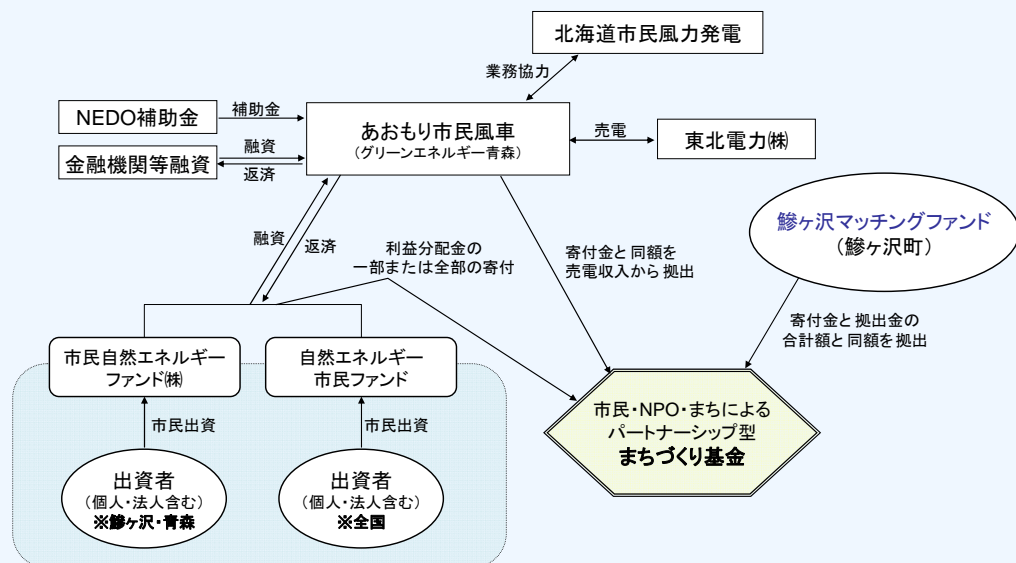 北海道市民風力発電
業務協力
NEDO補助金
補助金
あおもり市民風車
(グリーンエネルギー青森)
売電
東北電力㈱
金融機関等融資
融資
返済
鰺ヶ沢マッチングファンド
(鰺ヶ沢町)
融資
返済
利益分配金の
一部または全部の寄付
寄付金と同額を
売電収入から拠出
寄付金と拠出金の
合計額と同額を拠出
市民自然エネルギー
ファンド㈱
自然エネルギー
市民ファンド
市民出資
市民出資
市民・NPO・まちによる
パートナーシップ型
まちづくり基金
出資者
(個人・法人含む)
※鰺ヶ沢・青森
出資者
(個人・法人含む)
※全国